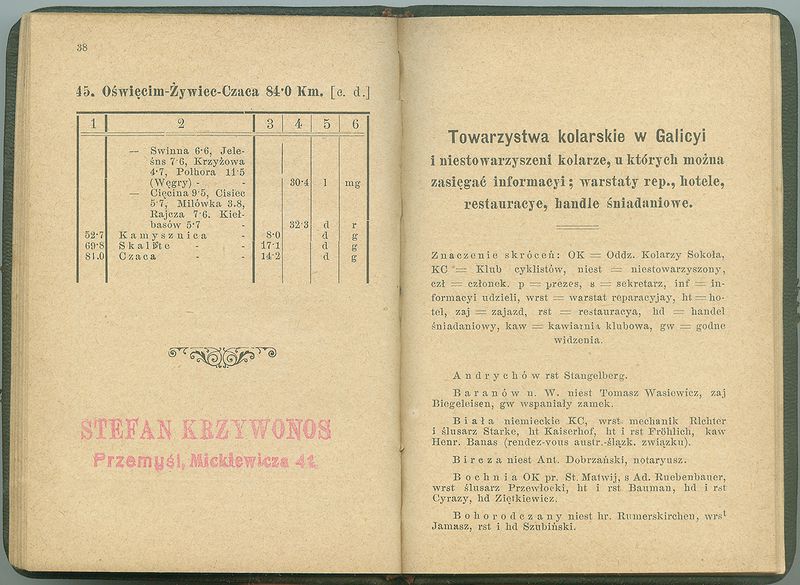 38
45. Oświęcim-Żywiec-Czaca 84·0 Km. [c. d.]
1 2 3 4 5 6
— Swinna 6·6, Jele-
śns 7·6, Krzyżowa
4·7, Polhora 11·5
(Węgry) - - 30·4 1 mg
— Cięcina 9·5, Cisiec
5·7, Milówka 3.8,
Rajcza 7·6. Kieł-
basów 5·7 - 32·3 d r
52·7 Kamysznica - 8·0 d g
69·8 Skalite - - 17·1 d g
84.0 Czaca - - 14·2 d g
STEFAN KRZYWONOS
Przemyśl, Mickiewicza 41.
Towarzystwa kolarskie w Galicyi
i niestowarzyszeni kolarze, u których można
zasięgać informacyi; warstaty rep., hotele,
restauracye, handle śniadaniowe.
Znaczenie skróceń: OK = Oddz. Kolarzy Sokoła,
KC = Klub cyklistów, niest = niestowarzyszony,
czł = członek. p = prezes, s = sekretarz, inf = in-
formacyi udzieli, wrst = warstat reparacyjay, ht = ho-
tel, zaj = zajazd, rst = restauracya, hd = handel
śniadaniowy, kaw = kawiarnia klubowa, gw = godne
widzenia.
Andrychów rst Stangelberg.
Baranów n. W. niest Tomasz Wasiewicz, zaj
Biegeleisen, gw wspaniały zamek.
Biała niemieckie KC, wrst mechanik Richter
i ślusarz Starke, ht Kaiserhof, ht i rst Fröhlich, kaw
Henr. Banas (rendez-vous austr.-śląsk. związku).
Bircza niest Ant. Dobrzański, notaryusz.
Bochnia OK pr. St. Matwij, s Ad. Ruebenbauer,
wrst ślusarz Przewłocki, ht i rst Bauman, hd i rst
Cyrazy, hd Ziętkiewicz.
Bohorodczany niest hr. Rumerskirchen, wrst
Jamasz, rst i hd Szubiński.